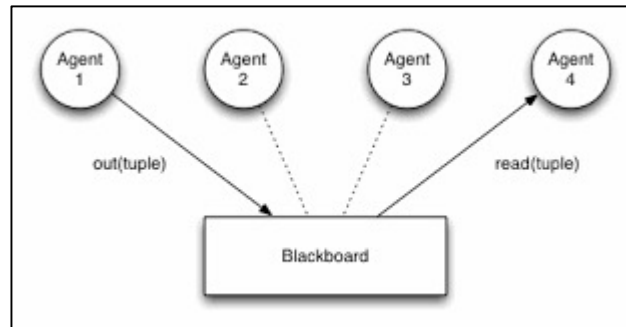 Agent
1
Agent
2
Agent
3
Agent
4
out(tuple)
read(tuple)
Blackboard